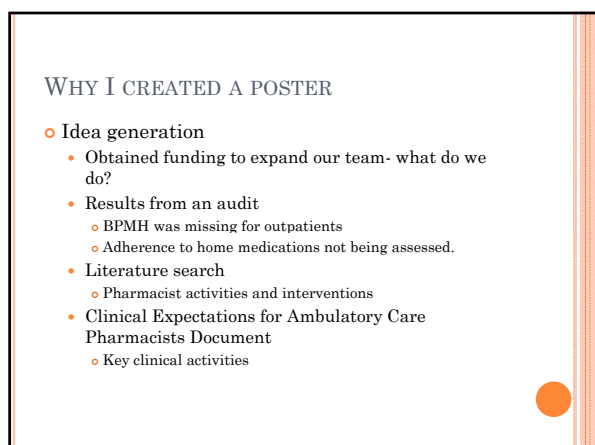 WHY I CREATED A POSTER
Idea generation
Obtained funding to expand our team- what do we
do?
Results from an audit
BPMH was missing for outpatients
Adherence to home medications not being assessed.
Literature search
Pharmacist activities and interventions
Clinical Expectations for Ambulatory Care
Pharmacists Document
Key clinical activities